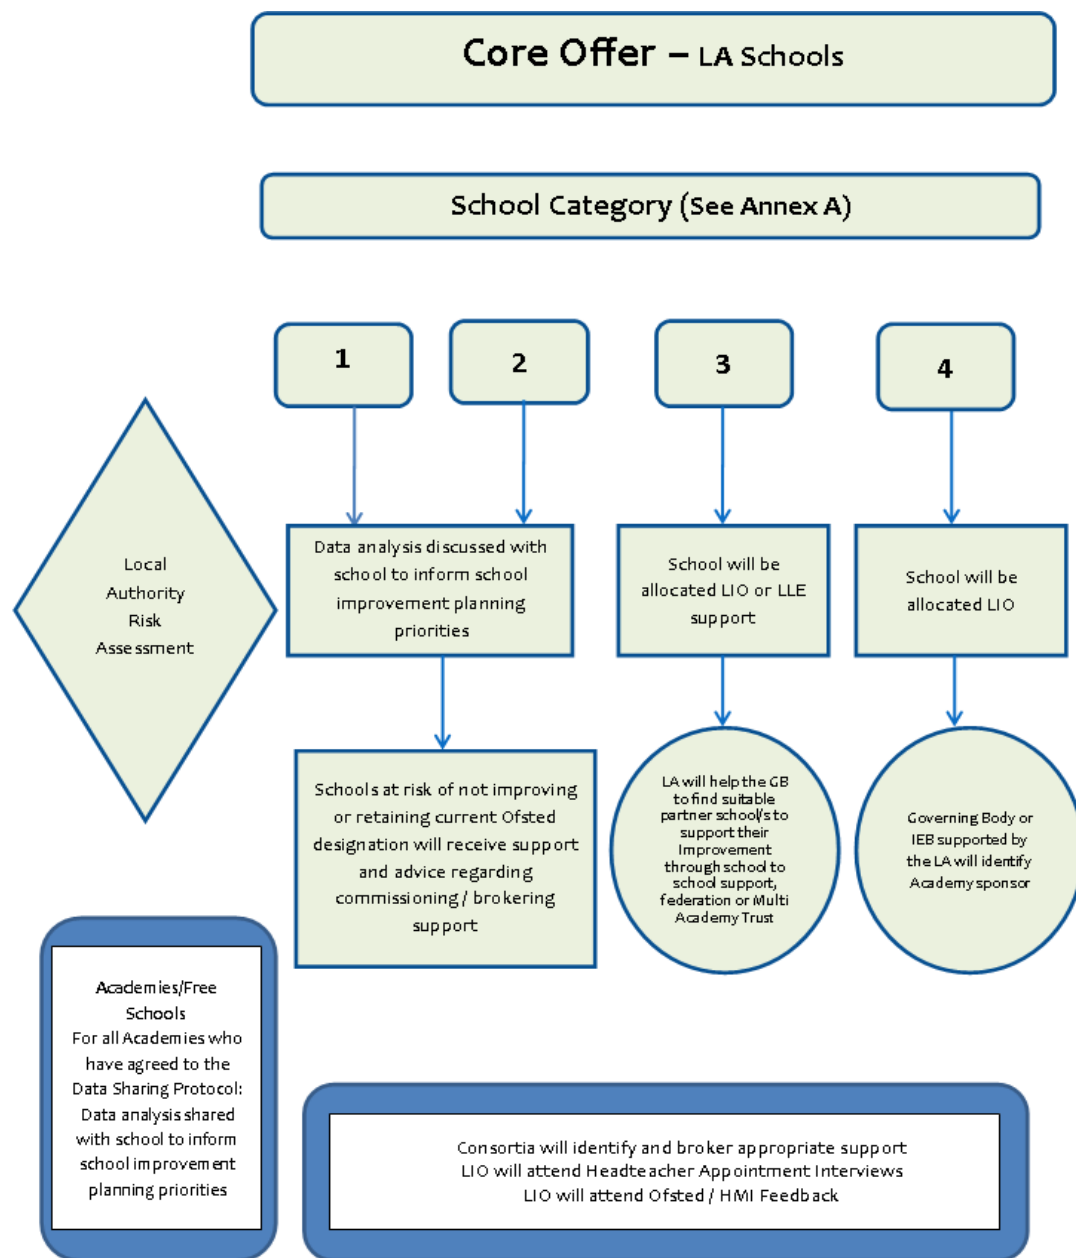 Core Offer – LA Schools
School Category (See Annex A)
1
2
3
4
Local
Authority
Risk
Assessment
Data analysis discussed with
school to inform school
improvement planning
priorities
School will be
allocated LIO or LLE
support
School will be
allocated LIO
Schools at risk of not improving
or retaining current Ofsted
designation will receive support
and advice regarding
commissioning / brokering
support
LA will help the GB
to find suitable
partner school/s to
support their
Improvement
through school to
school support,
federation or Multi
Academy Trust
Governing Body or
IEB supported by
the LA will identify
Academy sponsor
Academies/Free
Schools
For all Academies who
have agreed to the
Data Sharing Protocol:
Data analysis shared
with school to inform
school improvement
planning priorities
Consortia will identify and broker appropriate support
LIO will attend Headteacher Appointment Interviews
LIO will attend Ofsted / HMI Feedback